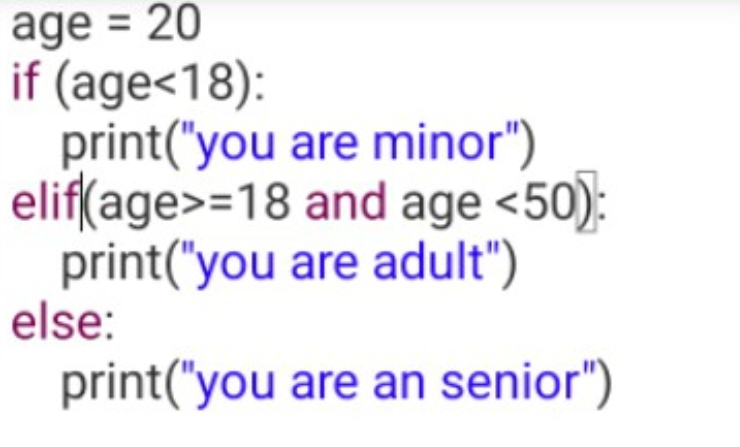 age = 20
if (age<18):
    print("you are minor")
elif(age>=18 and age <50):
    print("you are adult")
else:
    print("you are an senior")